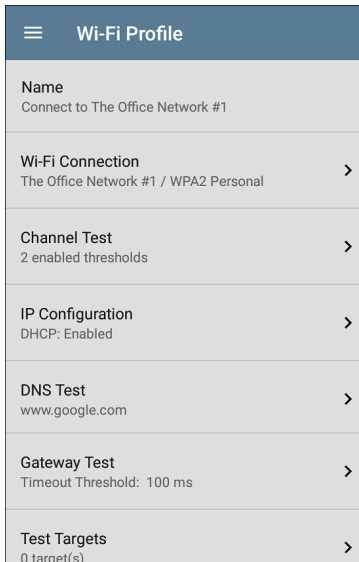 Wi-Fi Profile
Name
Connect to The Office Network #1
Wi-Fi Connection
The Office Network #1 / WPA2 Personal
Channel Test
2 enabled thresholds
IP Configuration
DHCP: Enabled
DNS Test
www.google.com
Gateway Test
Timeout Threshold: 100 ms
Test Targets
0 target(s)